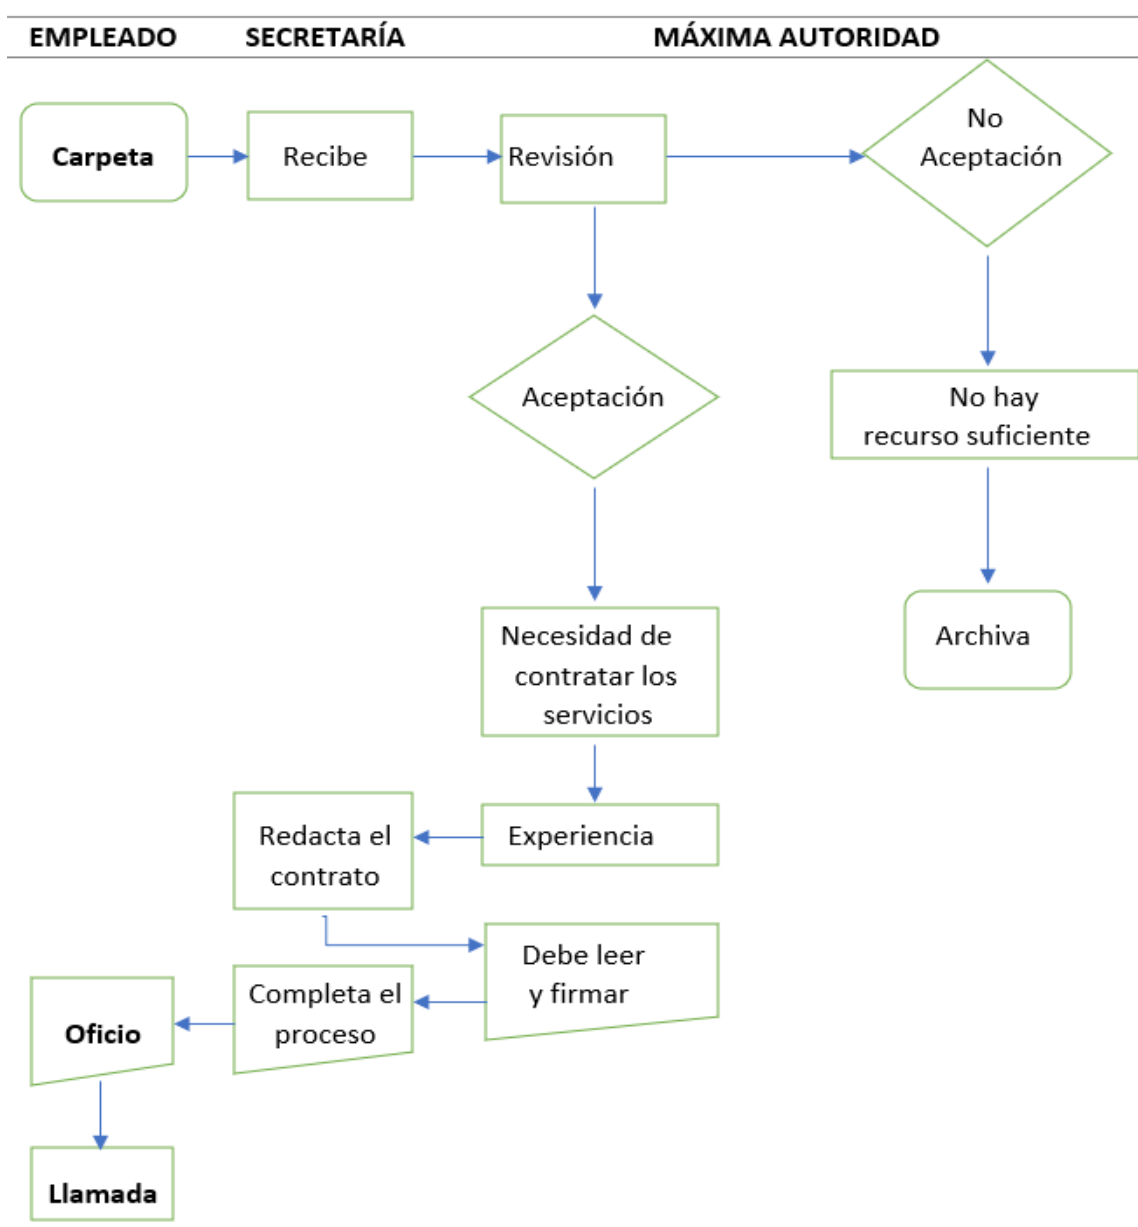 EMPLEADO SECRETARÍA MÁXIMA AUTORIDAD
Carpeta
Recibe
Revisión
No
Aceptación
Aceptación
No hay
recurso suficiente
Necesidad de
contratar los
servicios
Archiva
Experiencia
Redacta el
contrato
Debe leer
y firmar
Completa el
proceso
Oficio
Llamada